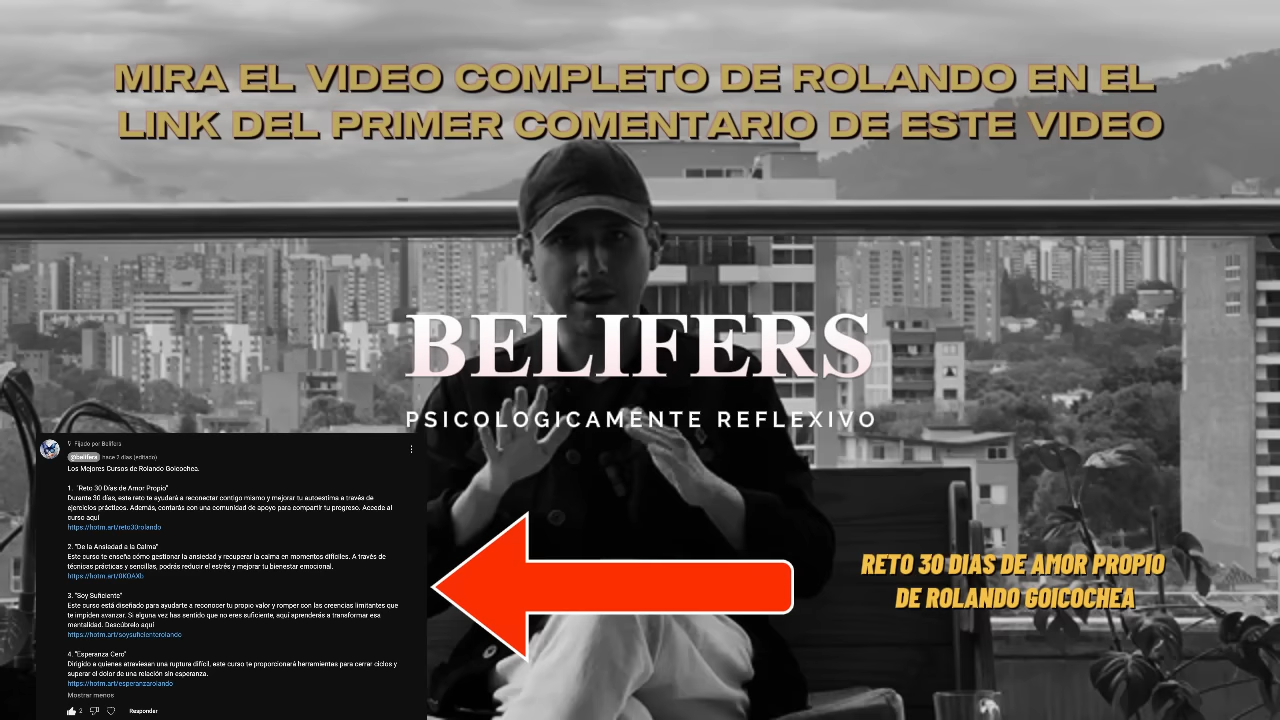 MIRA EL VIDEO COMPLETO DE ROLANDO EN EL
LINK DEL PRIMER COMENTARIO DE ESTE VIDEO
BELIFERS
PSICOLOGICAMENTE REFLEXIVO
Fijado por Belifers
@belifers hace 2 días (editado)
Los Mejores Cursos de Rolando Goicochea.
1. "Reto 30 Días de Amor Propio"
Durante 30 días, este reto te ayudará a reconectar contigo mismo y mejorar tu autoestima a través de
ejercicios prácticos. Además, contarás con una comunidad de apoyo para compartir tu progreso. Accede al
curso aquí
https://hotm.art/reto30rolando
2. "De la Ansiedad a la Calma"
Este curso te enseña cómo gestionar la ansiedad y recuperar la calma en momentos difíciles. A través de
técnicas prácticas y sencillas, podrás reducir el estrés y mejorar tu bienestar emocional.
https://hotm.art/0KOAXb
3. "Soy Suficiente"
Este curso está diseñado para ayudarte a reconocer tu propio valor y romper con las creencias limitantes que
te impiden avanzar. Si alguna vez has sentido que no eres suficiente, aquí aprenderás a transformar esa
mentalidad. Descúbrelo aquí
https://hotm.art/soysuficienterolando
4. "Esperanza Cero"
Dirigido a quienes atraviesan una ruptura difícil, este curso te proporcionará herramientas para cerrar ciclos y
superar el dolor de una relación sin esperanza.
https://hotm.art/esperanzarolando
Mostrar menos
2 Responder
RETO 30 DIAS DE AMOR PROPIO
DE ROLANDO GOICOCHEA